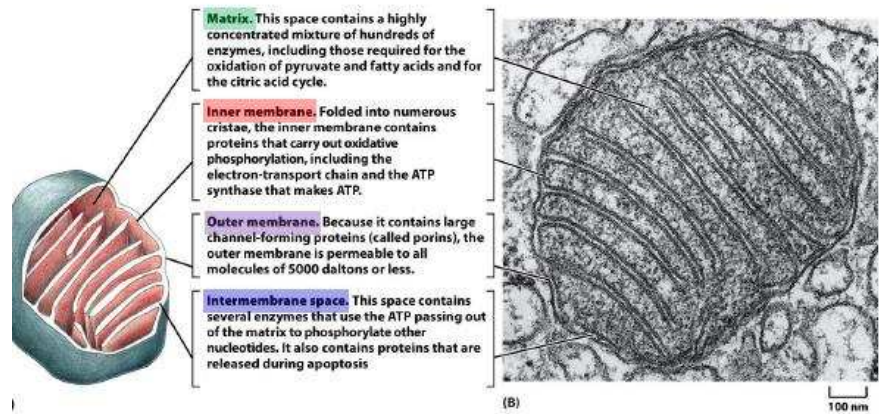 Matrix. This space contains a highly
concentrated mixture of hundreds of
enzymes, including those required for the
oxidation of pyruvate and fatty acids and for
the citric acid cycle.
Inner membrane. Folded into numerous
cristae, the inner membrane contains
proteins that carry out oxidative
phosphorylation, including the
electron-transport chain and the ATP
synthase that makes ATP.
Outer membrane. Because it contains large
channel-forming proteins (called porins), the
outer membrane is permeable to all
molecules of 5000 daltons or less.
Intermembrane space. This space contains
several enzymes that use the ATP passing out
of the matrix to phosphorylate other
nucleotides. It also contains proteins that are
released during apoptosis
)
(B)
100 nm